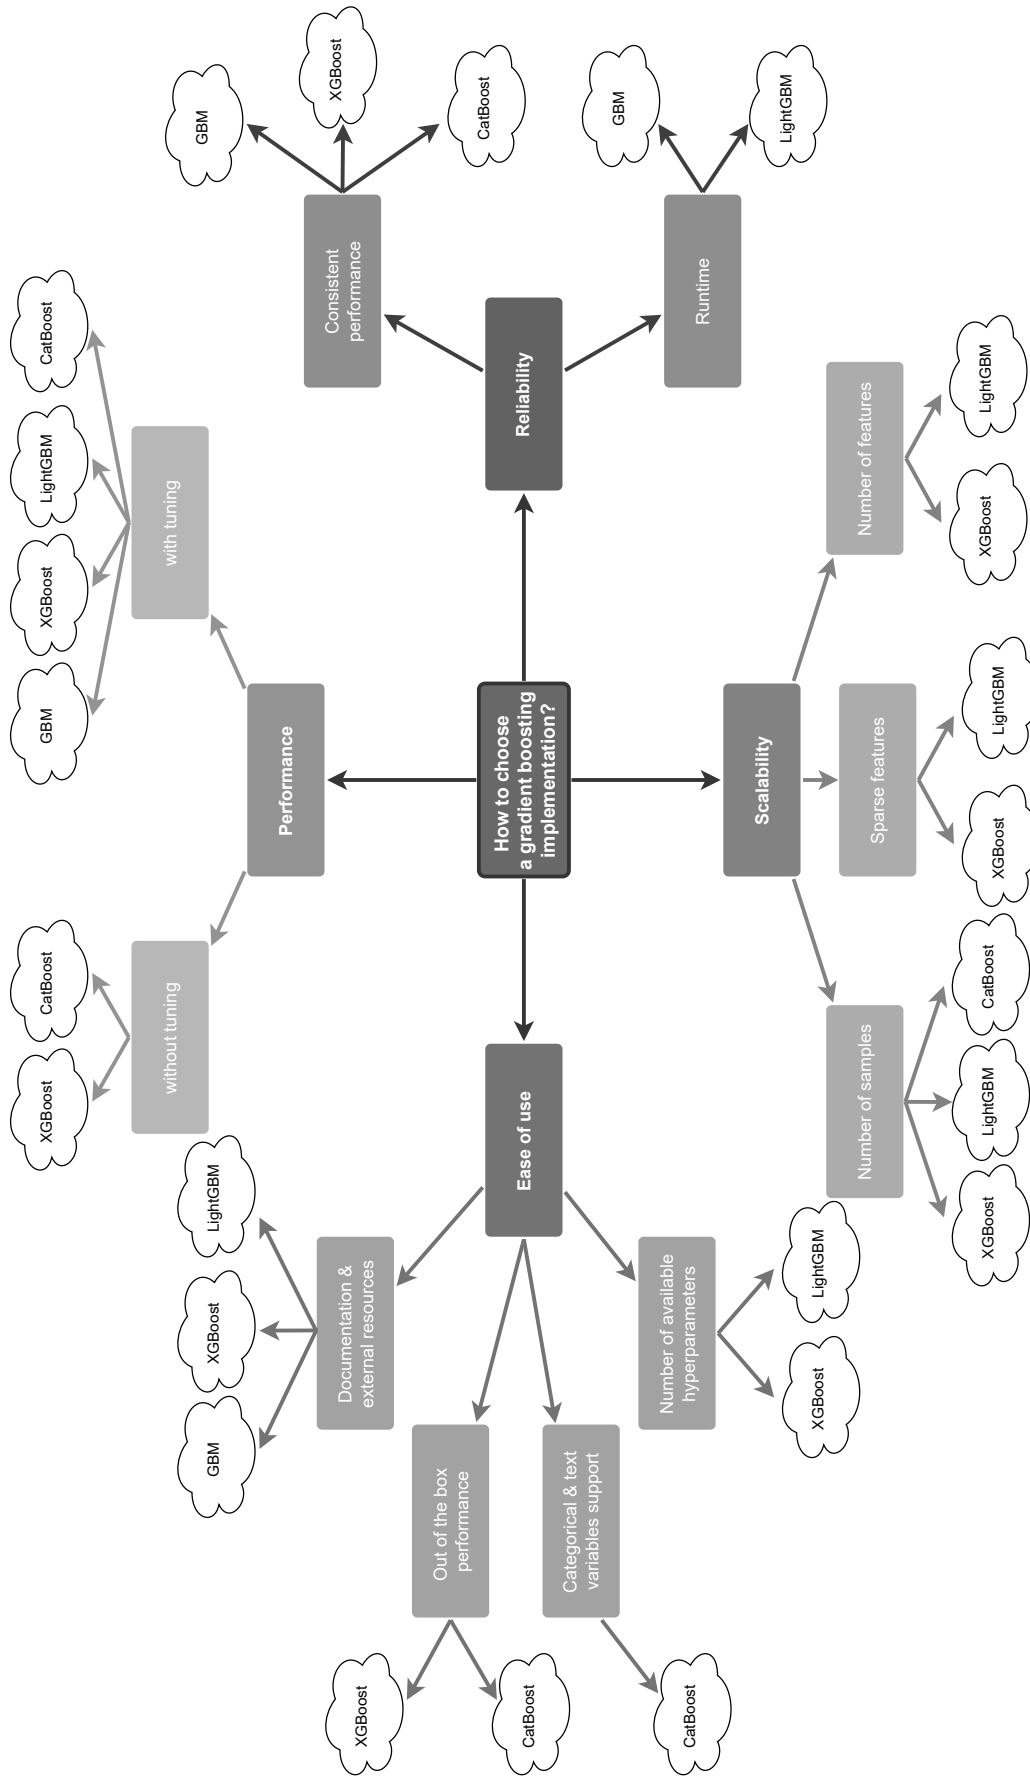 GBM
XGBoost
LightGBM
CatBoost
with tuning
XGBoost
CatBoost
without tuning
Performance
GBM
XGBoost
CatBoost
Consistent
performance
Reliability
Runtime
GBM
LightGBM
How to choose
a gradient boosting
implementation?
Ease of use
GBM
XGBoost
LightGBM
Documentation &
external resources
Out of the box
performance
XGBoost
CatBoost
Categorical & text
variables support
CatBoost
Number of available
hyperparameters
XGBoost
LightGBM
Scalability
Number of samples
XGBoost
LightGBM
CatBoost
Sparse features
XGBoost
LightGBM
Number of features
XGBoost
LightGBM